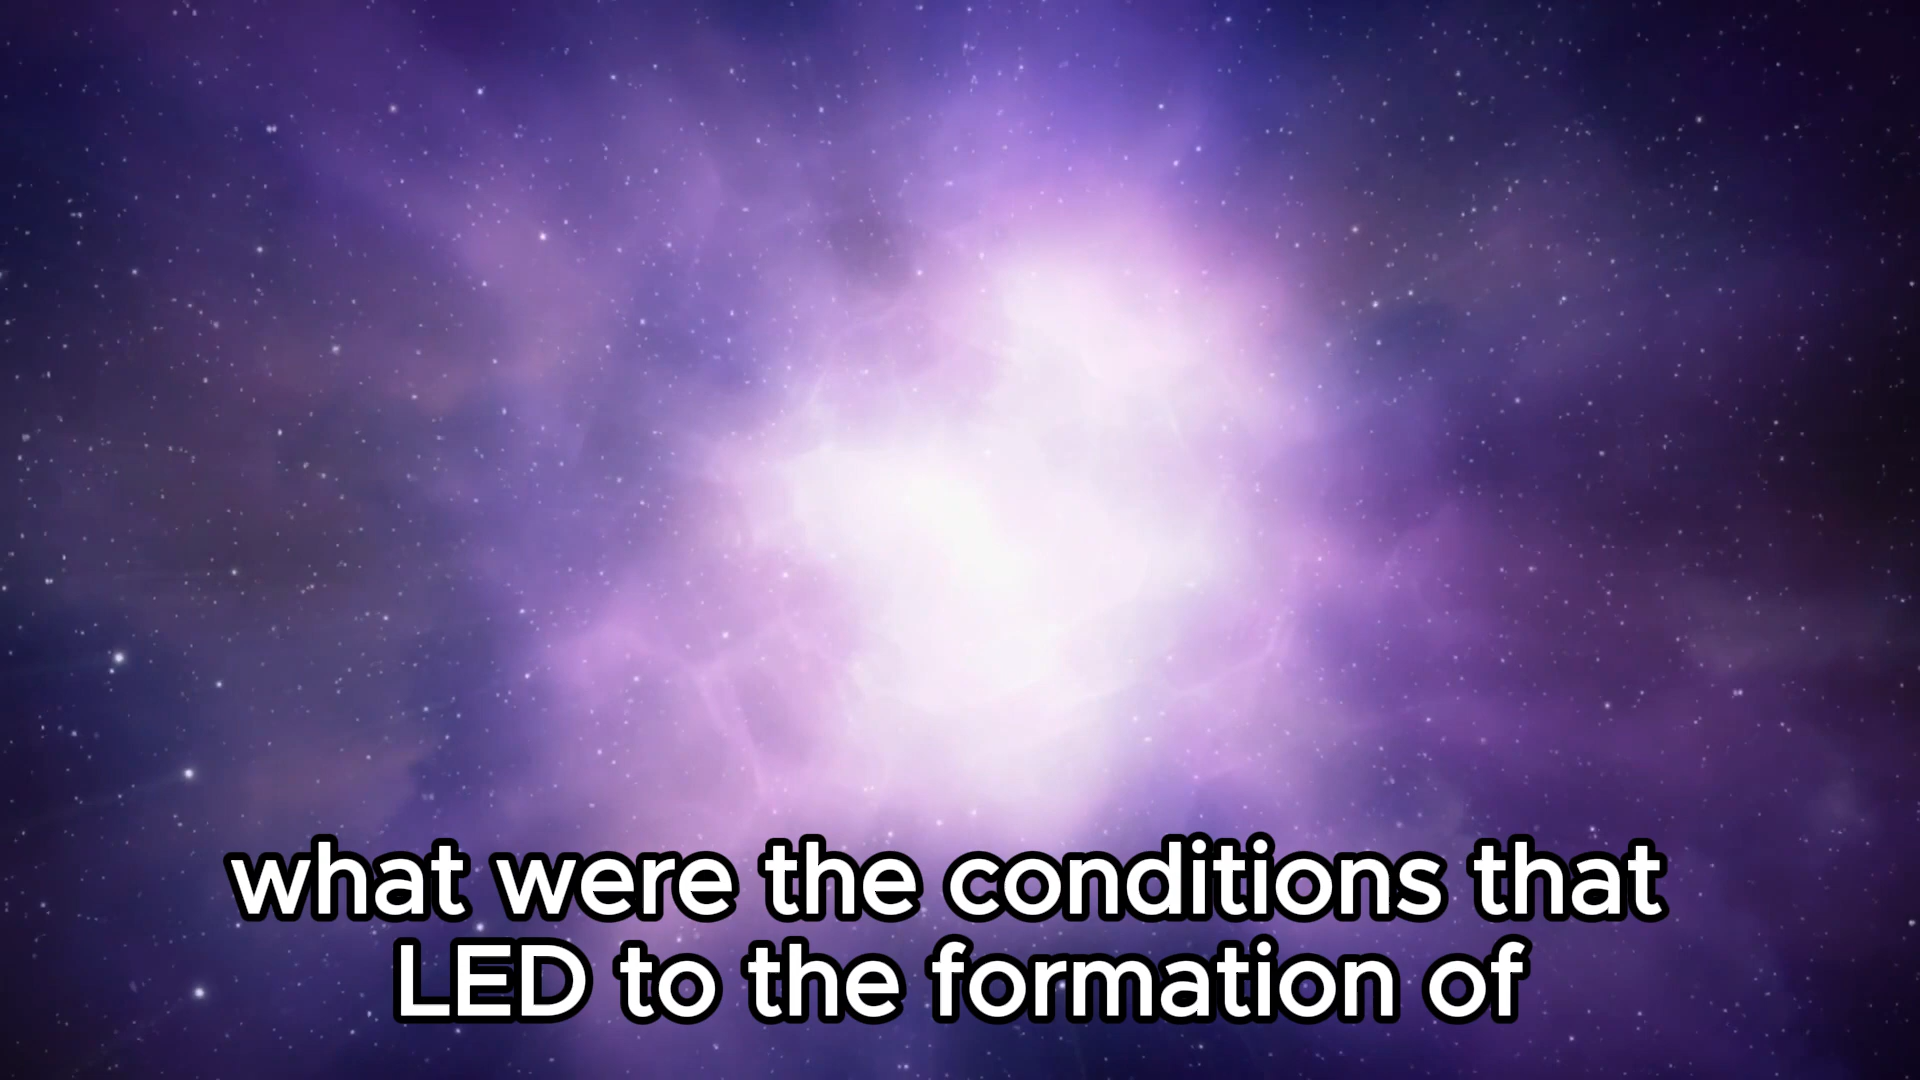 what were the conditions that
LED to the formation of